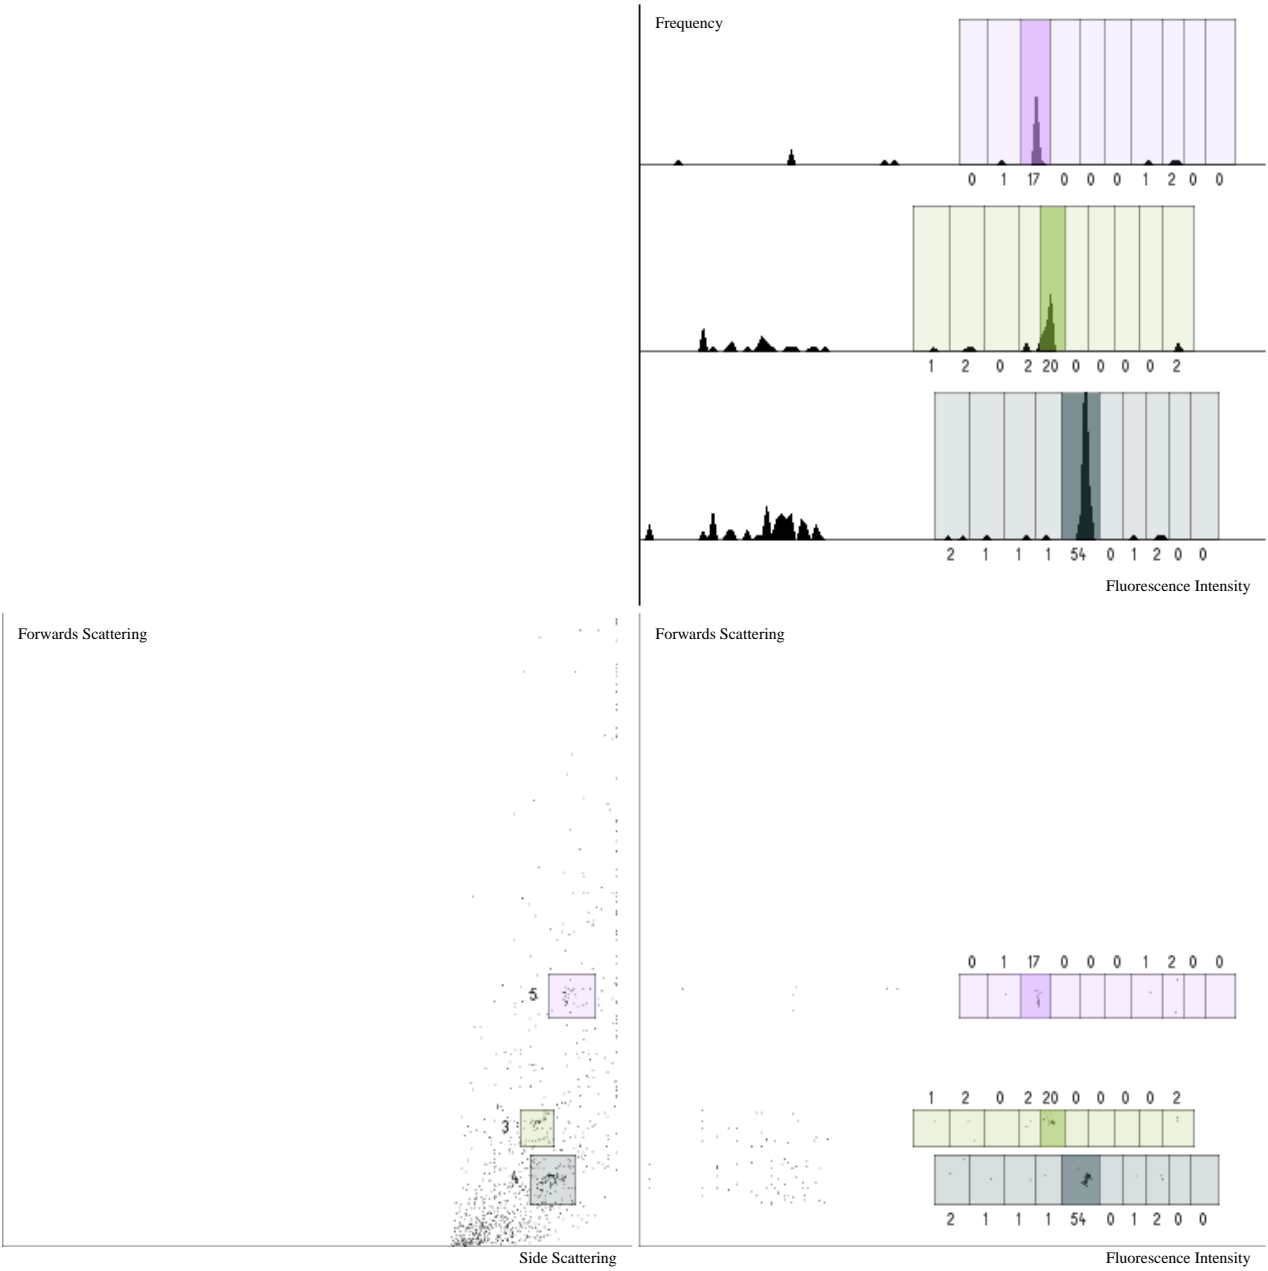 Frequency
0 1 17 0 0 0 1 2 0 0
1 2 0 2 20 0 0 0 0 2
2 1 1 1 54 0 1 2 0 0
Fluorescence Intensity
Forwards Scattering
5
3
4
Side Scattering
Forwards Scattering
0 1 17 0 0 0 1 2 0 0
1 2 0 2 20 0 0 0 0 2
2 1 1 1 54 0 1 2 0 0
Fluorescence Intensity